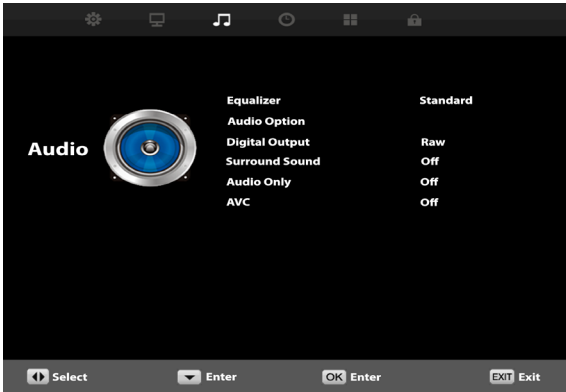 Audio
Equalizer Standard
Audio Option
Digital Output Raw
Surround Sound Off
Audio Only Off
AVC Off
Select Enter OK Enter EXIT Exit